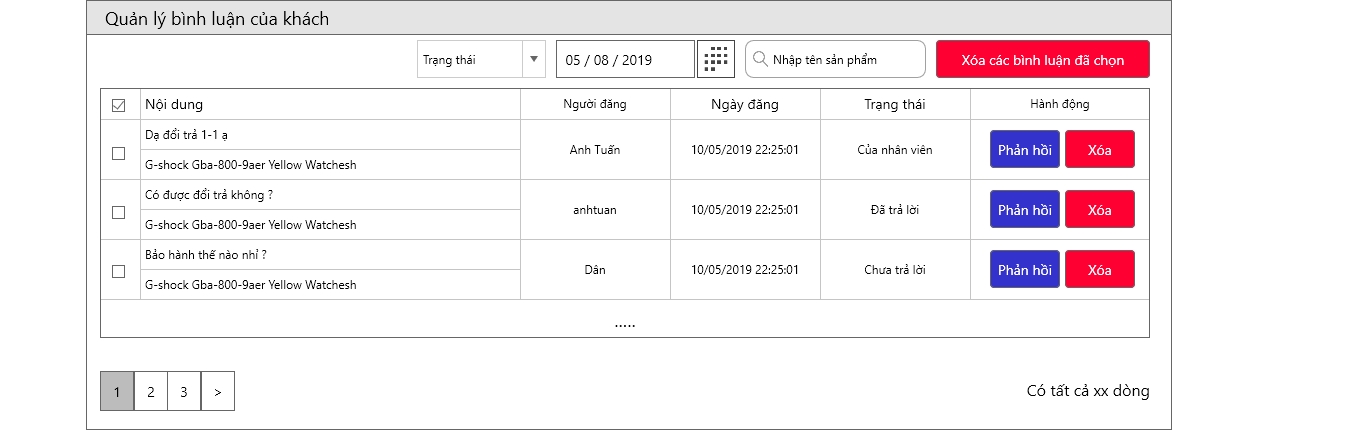 Quản lý bình luận của khách
Trạng thái
05 / 08 / 2019
Nhập tên sản phẩm
Xóa các bình luận đã chọn
Nội dung
Người đăng
Ngày đăng
Trạng thái
Hành động
Dạ đổi trả 1-1 ạ
G-shock Gba-800-9aer Yellow Watchesh
Anh Tuấn
10/05/2019 22:25:01
Của nhân viên
Phản hồi
Xóa
Có được đổi trả không ?
G-shock Gba-800-9aer Yellow Watchesh
anhtuan
10/05/2019 22:25:01
Đã trả lời
Phản hồi
Xóa
Bảo hành thế nào nhỉ ?
G-shock Gba-800-9aer Yellow Watchesh
Dân
10/05/2019 22:25:01
Chưa trả lời
Phản hồi
Xóa
.....
1
2
3
>
Có tất cả xx dòng